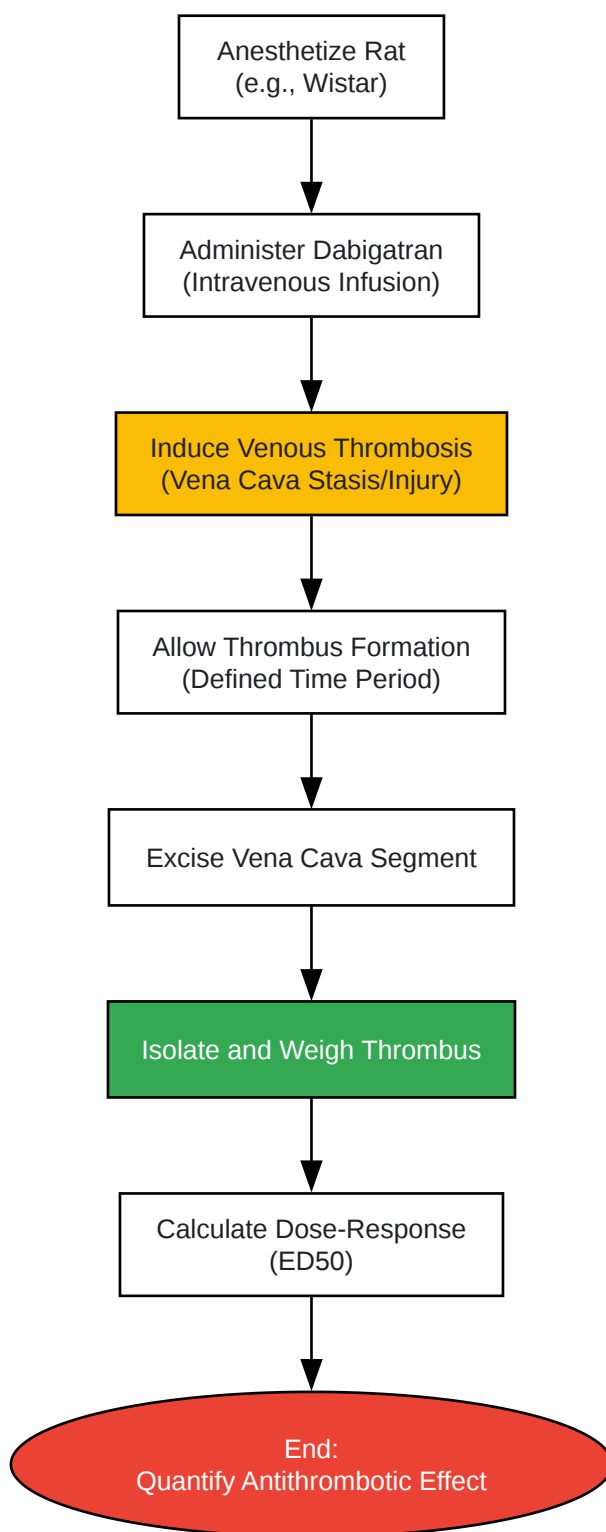 Anesthetize Rat
(e.g., Wistar)
Administer Dabigatran
(Intravenous Infusion)
Induce Venous Thrombosis
(Vena Cava Stasis/Injury)
Allow Thrombus Formation
(Defined Time Period)
Excise Vena Cava Segment
Isolate and Weigh Thrombus
Calculate Dose-Response
(ED50)
End:
Quantify Antithrombotic Effect